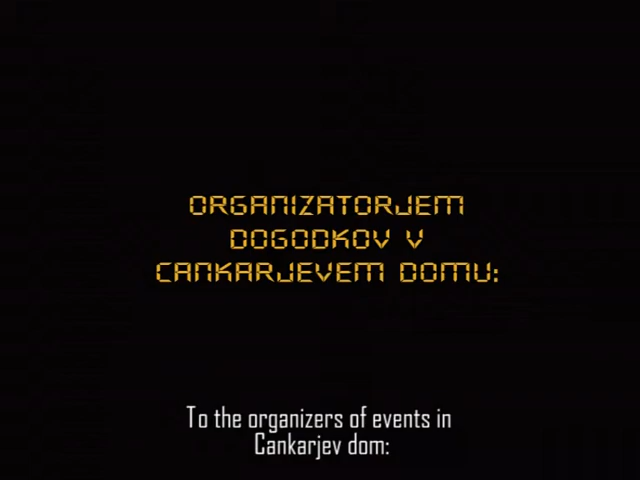 ORGANIZATORJEM
DOGODKOV V
CANKARJEVEM DOMU:
To the organizers of events in
Cankarjev dom: